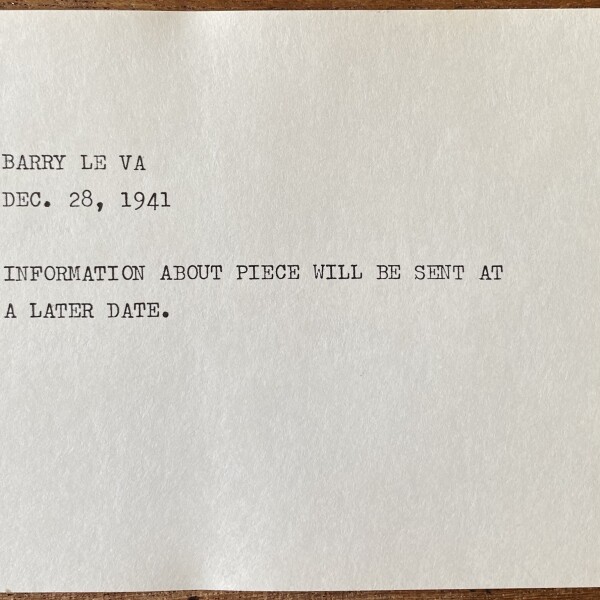 BARRY LE VA
DEC. 28, 1941
INFORMATION ABOUT PIECE WILL BE SENT AT
A LATER DATE.